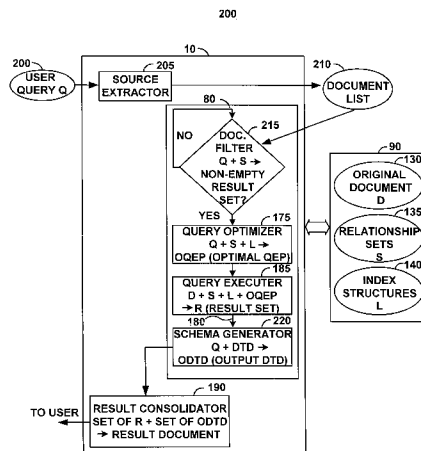 200
10
200
USER
QUERY Q
205
SOURCE
EXTRACTOR
210
DOCUMENT
LIST
80
215
NO
DOC.
FILTER
Q + S →
NON-EMPTY
RESULT
SET?
YES
175
QUERY OPTIMIZER
Q + S + L →
OQEP (OPTIMAL QEP)
185
QUERY EXECUTER
D + S + L + OQEP
→R (RESULT SET)
180
220
SCHEMA GENERATOR
Q + DTD →
ODTD (OUTPUT DTD)
90
130
ORIGINAL
DOCUMENT
D
135
RELATIONSHIP
SETS
S
140
INDEX
STRUCTURES
L
190
TO USER
RESULT CONSOLIDATOR
SET OF R + SET OF ODTD
→ RESULT DOCUMENT